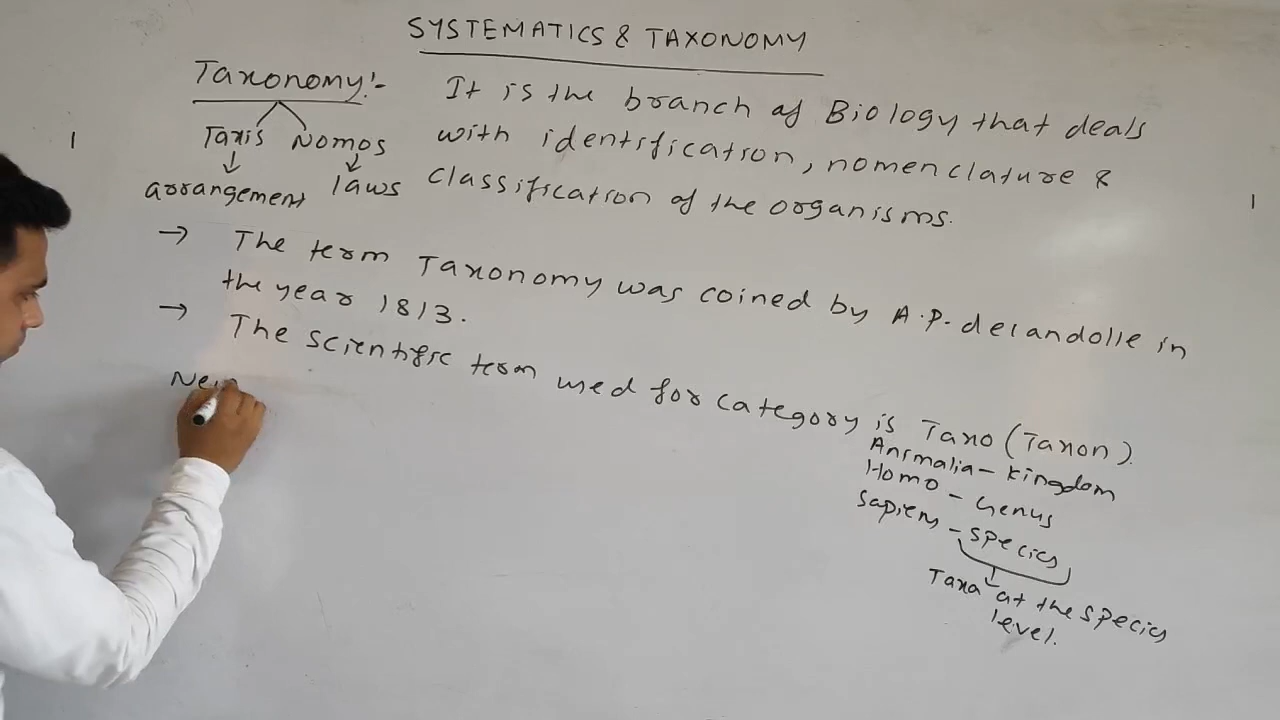 SYSTEMATICS & TAXONOMY
Taxonomy:- It is the branch of Biology that deals
Taxis Nomos with identification, nomenclature &
arrangement laws classification of the organisms.
→ The term Taxonomy was coined by A.P. decandolle in
the year 1813.
→ The scientific term used for category is Taxo (Taxon).
Animalia - Kingdom
Homo - Genus
Sapiens - Species
Taxa at the species
level.